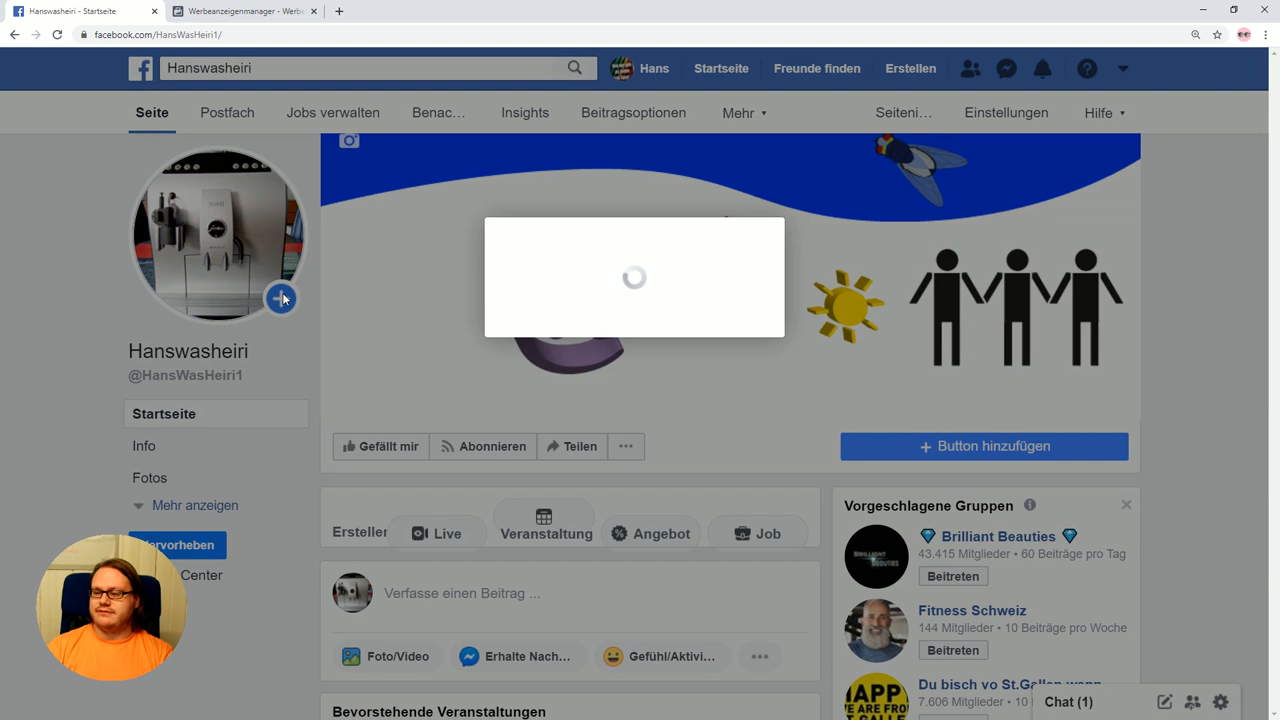 Hanswasheiri - Startseite
Werbeanzeigenmanager - Werbe
facebook.com/HansWasHeiri1/
Hanswasheiri
Hans
Startseite
Freunde finden
Erstellen
Seite
Postfach
Jobs verwalten
Benac...
Insights
Beitragsoptionen
Mehr
Seiteni...
Einstellungen
Hilfe
Hanswasheiri
@HansWasHeiri1
Startseite
Info
Fotos
Mehr anzeigen
Center
Gefällt mir
Abonnieren
Teilen
+ Button hinzufügen
Ersteller
Live
Veranstaltung
Angebot
Job
Verfasse einen Beitrag ...
Foto/Video
Erhalte Nach...
Gefühl/Aktivi...
Bevorstehende Veranstaltungen
Vorgeschlagene Gruppen
Brilliant Beauties
43.415 Mitglieder • 60 Beiträge pro Tag
Beitreten
Fitness Schweiz
144 Mitglieder • 10 Beiträge pro Woche
Beitreten
Du bisch vo St.Gallen wenn
7.606 Mitglieder • 10
Chat (1)